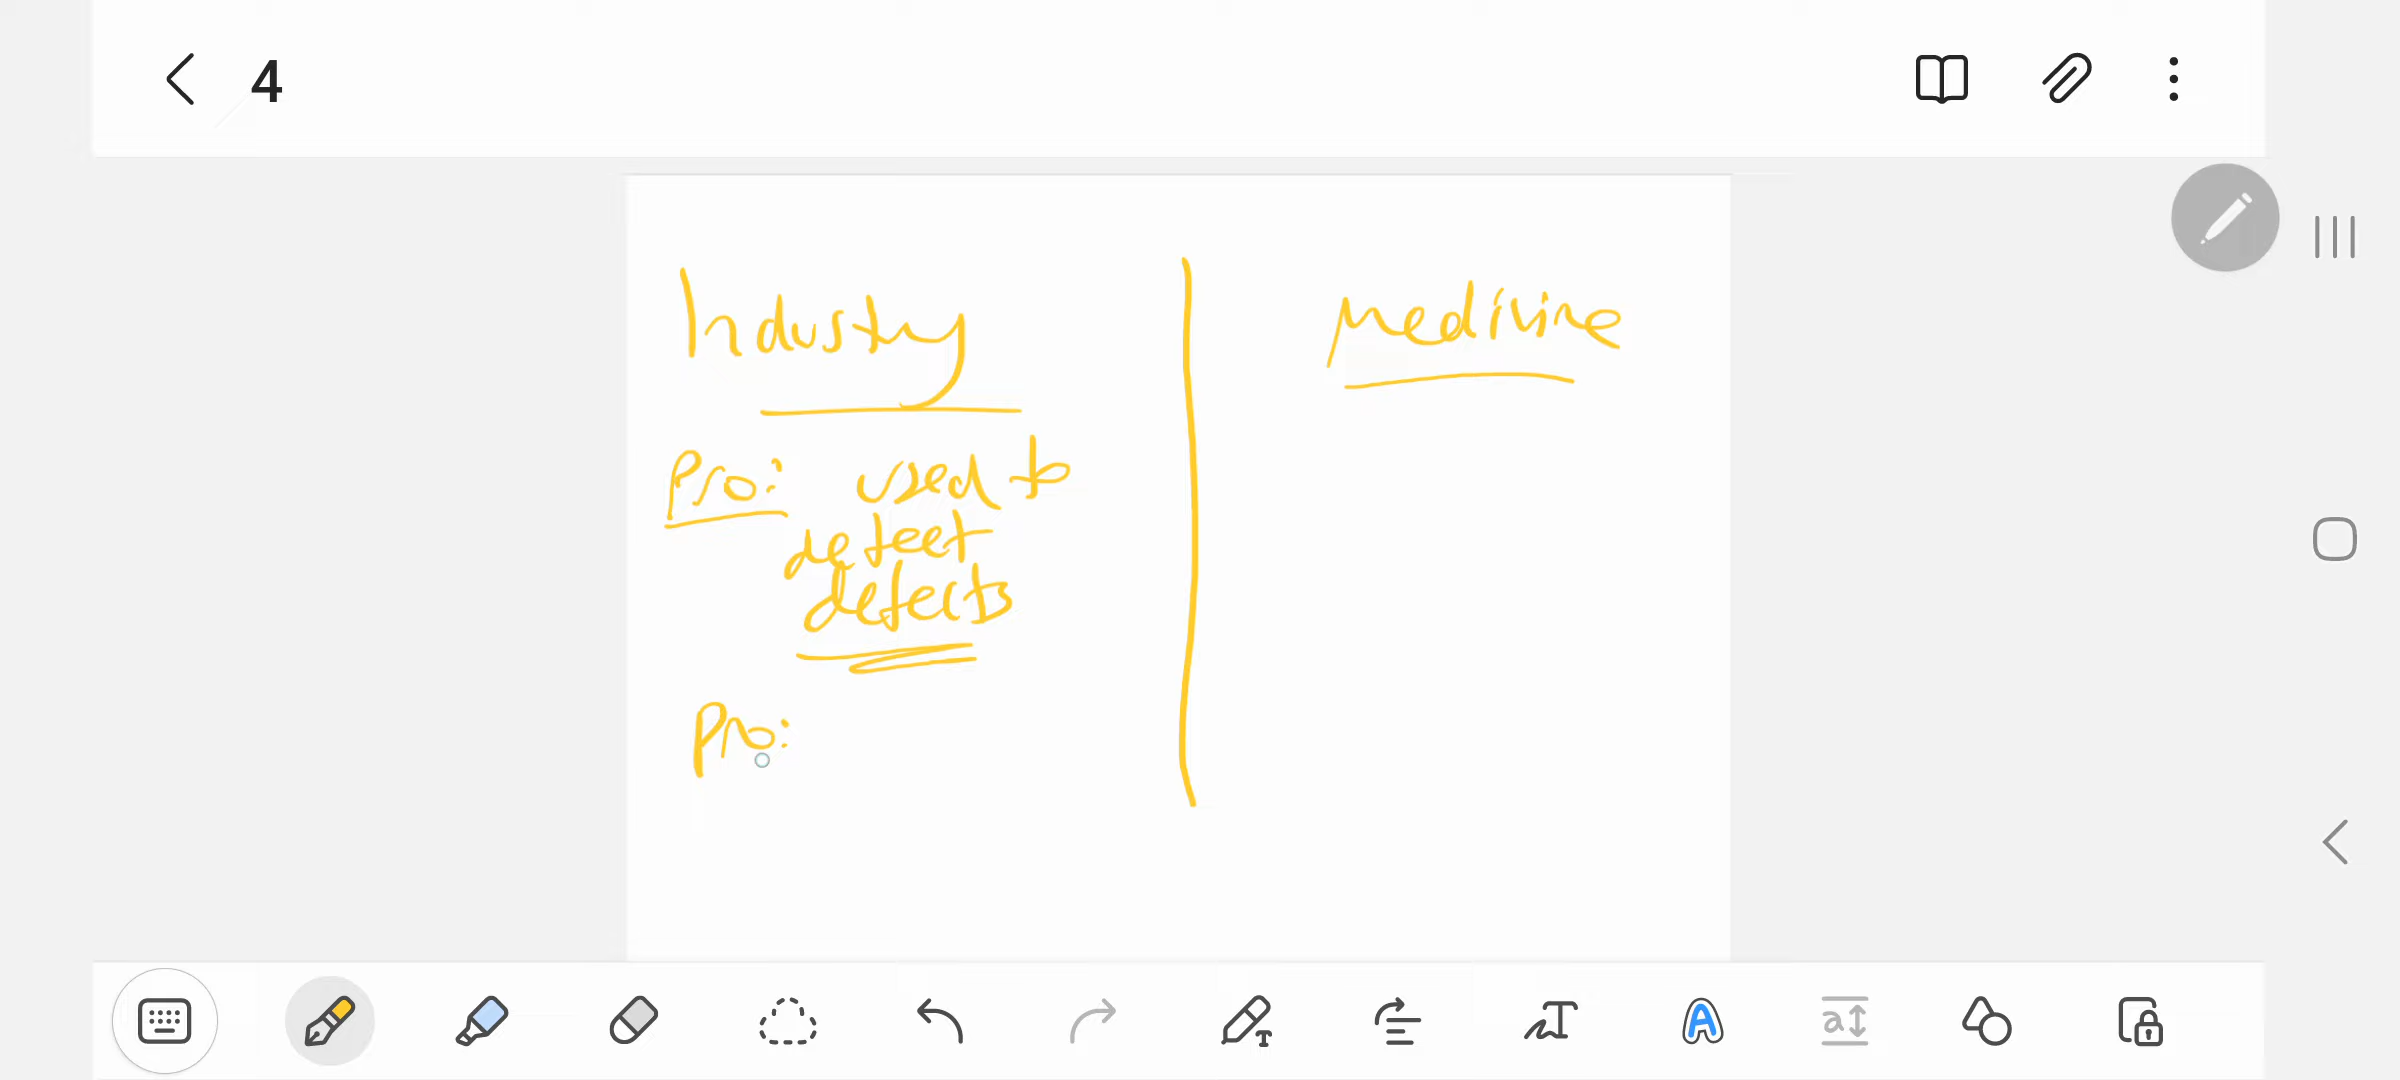 4
Industry
Medicine
Pro: used to
detect
defects
Pro: